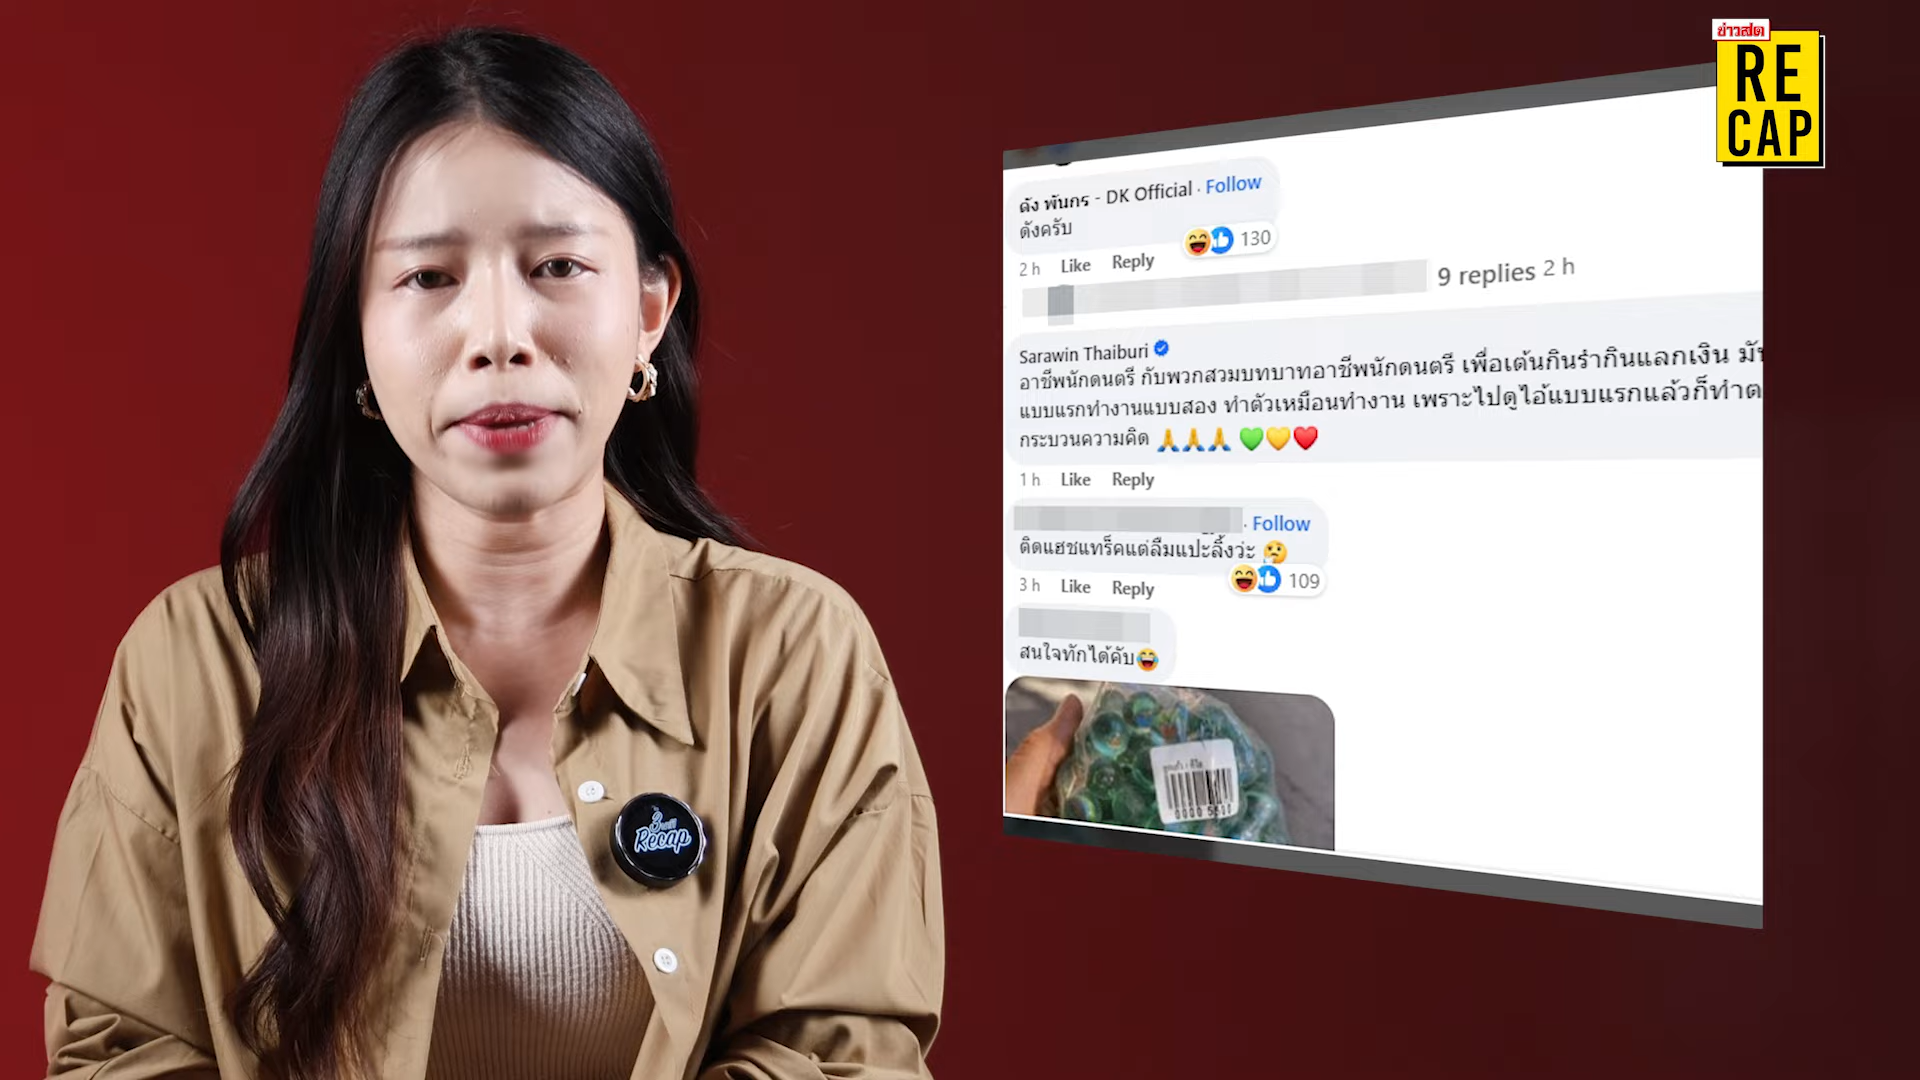 ข่าวสด
RE
CAP
ดัง พันกร - DK Official · Follow
ดังครับ
130
2 h Like Reply
9 replies 2 h
Sarawin Thaiburi
อาชีพนักดนตรี กับพวกสวมบทบาทอาชีพนักดนตรี เพื่อเต้นกินรำกินแลกเงิน
แบบแรกทำงานแบบสอง ทำตัวเหมือนทำงาน เพราะไปดูไอ้แบบแรกแล้วก็ทำต
กระบวนความคิด 🙏🙏🙏 💚💛❤️
1 h Like Reply
· Follow
ติดแฮชแทร็คแต่ลืมแปะลิ้งว่ะ 🤔
109
3 h Like Reply
สนใจทักได้คับ😂
Recap